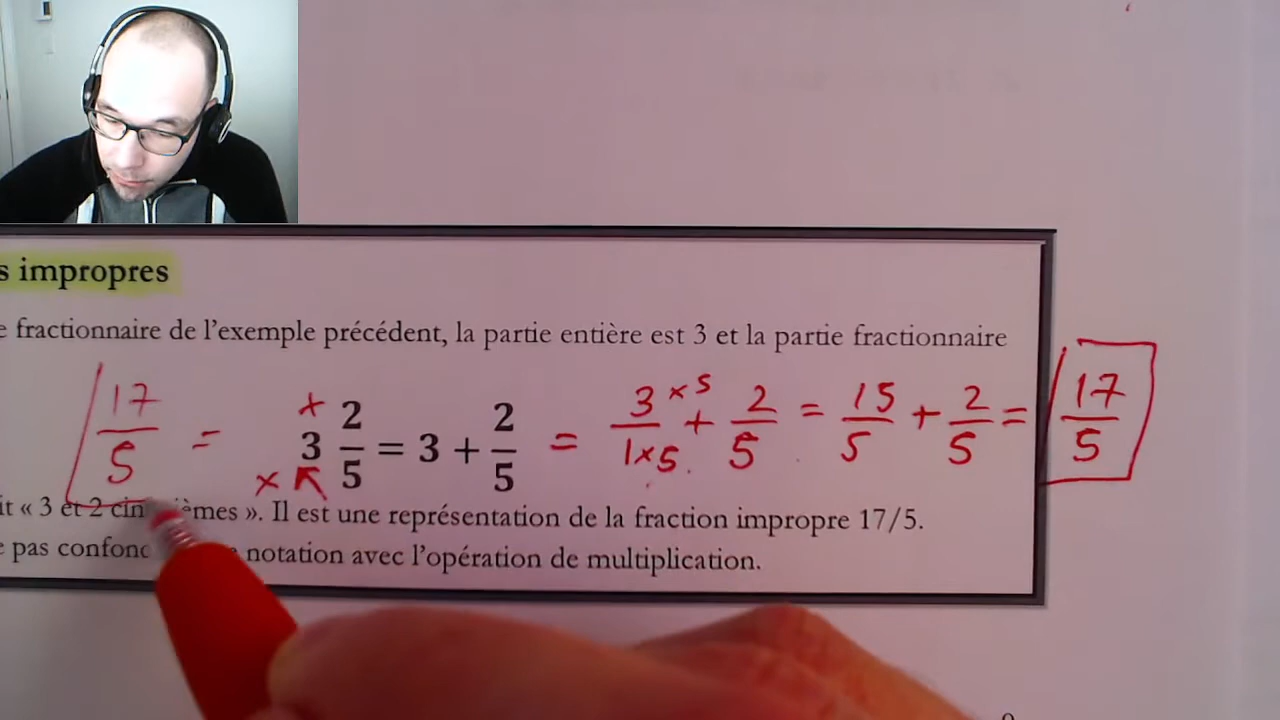 s impropres
e fractionnaire de l'exemple précédent, la partie entière est 3 et la partie fractionnaire
17/5 = + × 3 2/5 = 3 + 2/5 = 3×5/1×5 + 2/5 = 15/5 + 2/5 = 17/5
it « 3 et 2 cin ièmes ». Il est une représentation de la fraction impropre 17/5.
e pas confonc notation avec l'opération de multiplication.